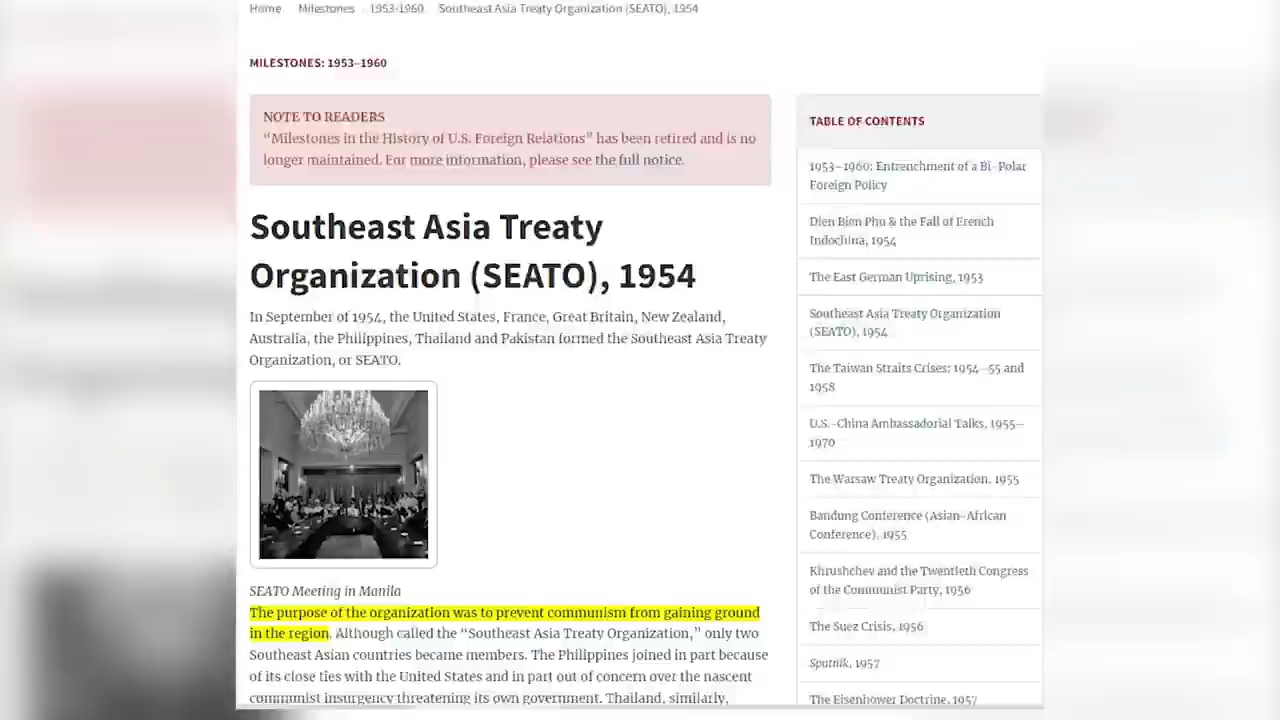 Home Milestones 1953-1960 Southeast Asia Treaty Organization (SEATO), 1954
MILESTONES: 1953–1960
NOTE TO READERS
“Milestones in the History of U.S. Foreign Relations” has been retired and is no
longer maintained. For more information, please see the full notice.
Southeast Asia Treaty
Organization (SEATO), 1954
In September of 1954, the United States, France, Great Britain, New Zealand,
Australia, the Philippines, Thailand and Pakistan formed the Southeast Asia Treaty
Organization, or SEATO.
SEATO Meeting in Manila
The purpose of the organization was to prevent communism from gaining ground
in the region. Although called the “Southeast Asia Treaty Organization,” only two
Southeast Asian countries became members. The Philippines joined in part because
of its close ties with the United States and in part out of concern over the nascent
communist insurgency threatening its own government. Thailand, similarly,
TABLE OF CONTENTS
1953–1960: Entrenchment of a Bi-Polar
Foreign Policy
Dien Bien Phu & the Fall of French
Indochina, 1954
The East German Uprising, 1953
Southeast Asia Treaty Organization
(SEATO), 1954
The Taiwan Straits Crises: 1954–55 and
1958
U.S.-China Ambassadorial Talks, 1955–
1970
The Warsaw Treaty Organization, 1955
Bandung Conference (Asian-African
Conference), 1955
Khrushchev and the Twentieth Congress
of the Communist Party, 1956
The Suez Crisis, 1956
Sputnik, 1957
The Eisenhower Doctrine, 1957